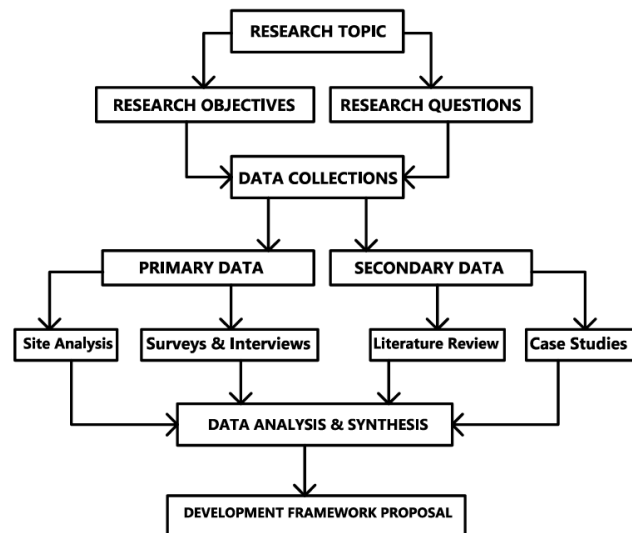 RESEARCH TOPIC
RESEARCH OBJECTIVES
RESEARCH QUESTIONS
DATA COLLECTIONS
PRIMARY DATA
SECONDARY DATA
Site Analysis
Surveys & Interviews
Literature Review
Case Studies
DATA ANALYSIS & SYNTHESIS
DEVELOPMENT FRAMEWORK PROPOSAL